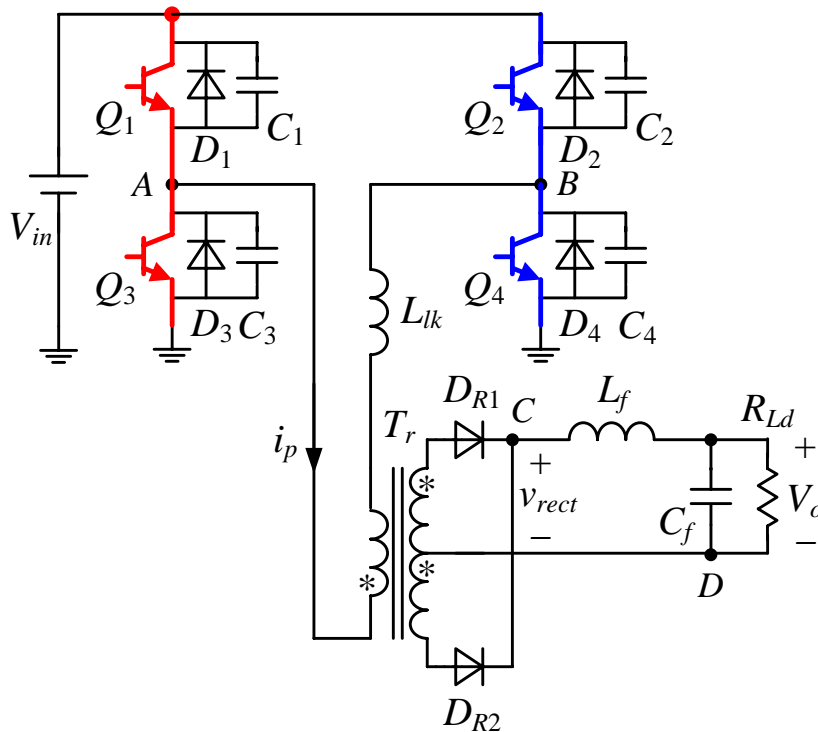 Q1
D1
C1
Q2
D2
C2
A
B
Vin
Q3
D3
C3
Q4
D4
C4
Llk
DR1
C
Lf
RLd
ip
Tr
*
*
*
+
vrect
−
Cf
+
Vo
−
D
DR2